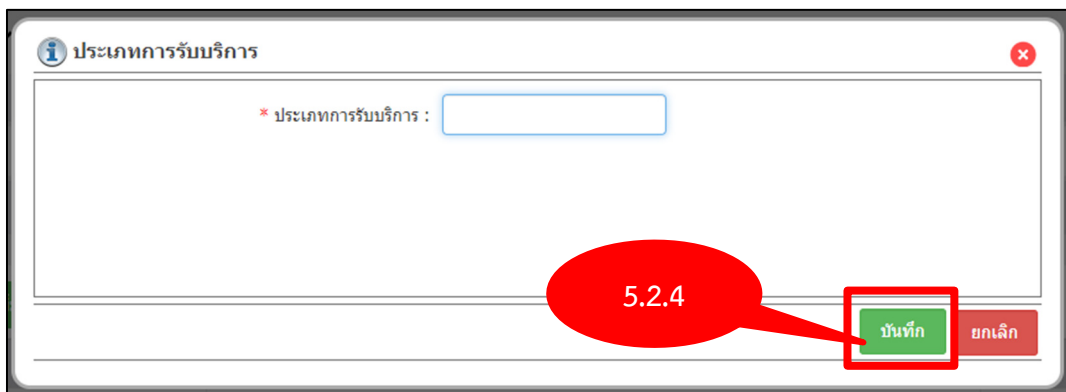 ประเภทการรับบริการ
* ประเภทการรับบริการ :
5.2.4
บันทึก
ยกเลิก